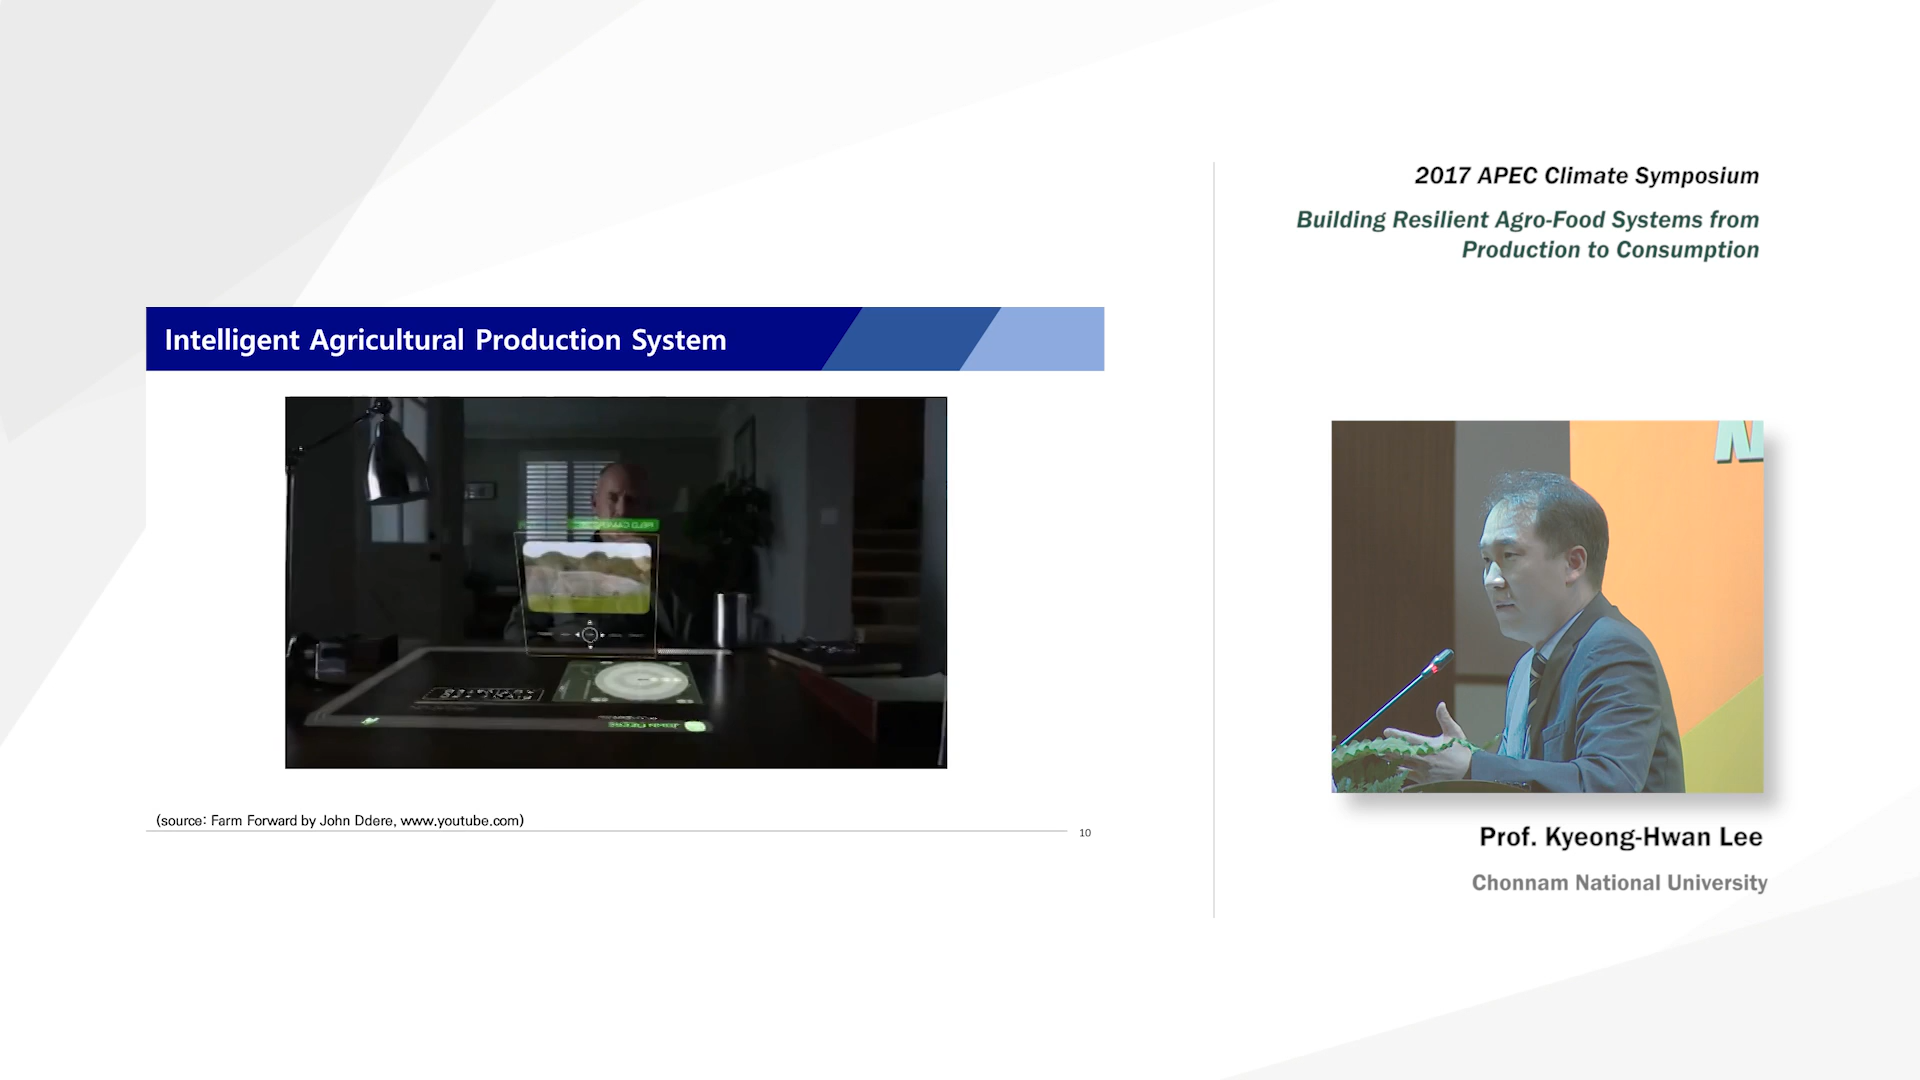 2017 APEC Climate Symposium
Building Resilient Agro-Food Systems from
Production to Consumption
Intelligent Agricultural Production System
(source: Farm Forward by John Ddere, www.youtube.com)
10
Prof. Kyeong-Hwan Lee
Chonnam National University